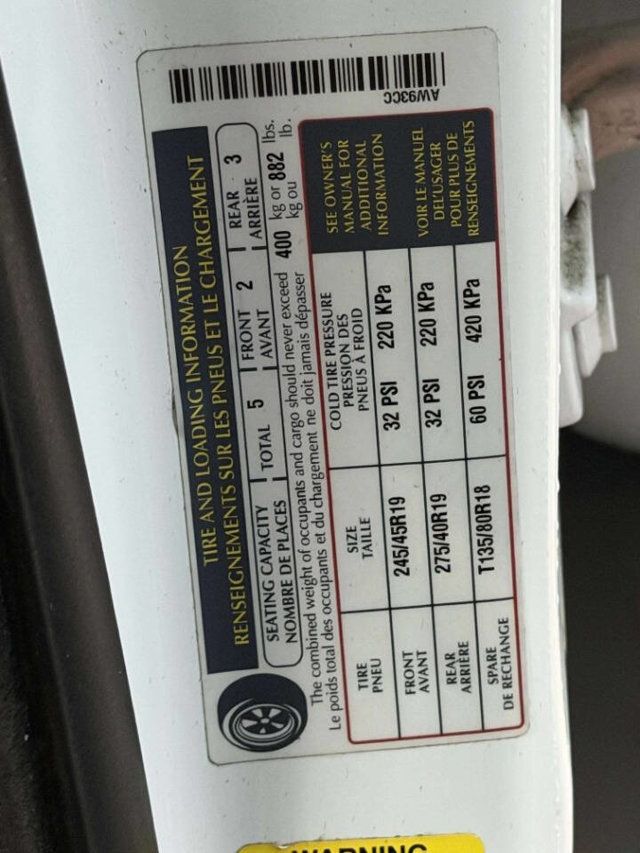 AW93CC
TIRE AND LOADING INFORMATION
RENSEIGNEMENTS SUR LES PNEUS ET LE CHARGEMENT
SEATING CAPACITY TOTAL 5 FRONT 2 REAR 3
NOMBRE DE PLACES AVANT ARRIÈRE
The combined weight of occupants and cargo should never exceed 400 kg or 882 lbs.
Le poids total des occupants et du chargement ne doit jamais dépasser kg ou lb.
TIRE
PNEU
SIZE
TAILLE
COLD TIRE PRESSURE
PRESSION DES
PNEUS À FROID
SEE OWNER'S
MANUAL FOR
ADDITIONAL
INFORMATION
VOIR LE MANUEL
DE L'USAGER
POUR PLUS DE
RENSEIGNEMENTS
FRONT
AVANT
245/45R19
32 PSI 220 KPa
REAR
ARRIÈRE
275/40R19
32 PSI 220 KPa
SPARE
DE RECHANGE
T135/80R18
60 PSI 420 KPa
WARNING